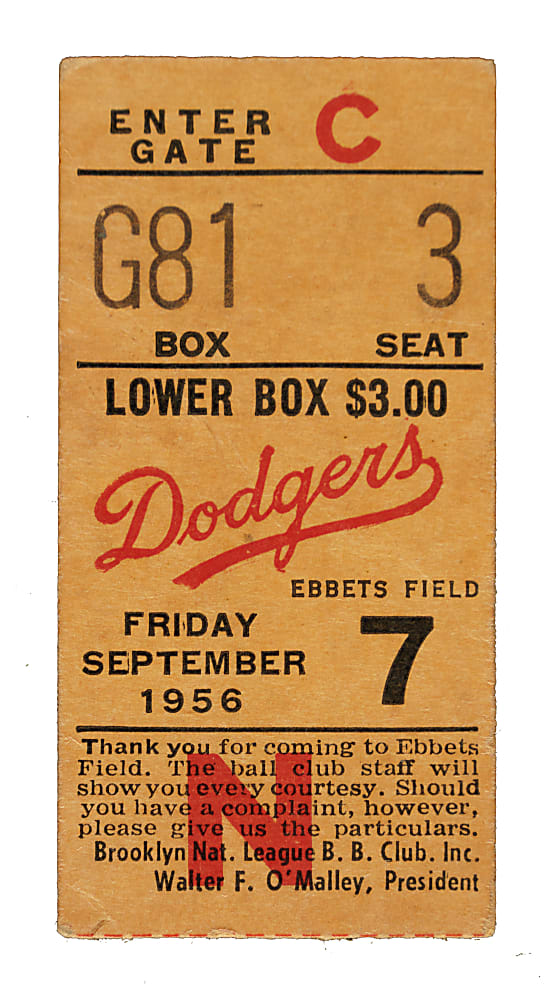 ENTER GATE C
G81 3
BOX SEAT
LOWER BOX $3.00
Dodgers
EBBETS FIELD
FRIDAY
SEPTEMBER 7
1956
Thank you for coming to Ebbets
Field. The ball club staff will
show you every courtesy. Should
you have a complaint, however,
please give us the particulars.
N
Brooklyn Nat. League B. B. Club. Inc.
Walter F. O'Malley, President